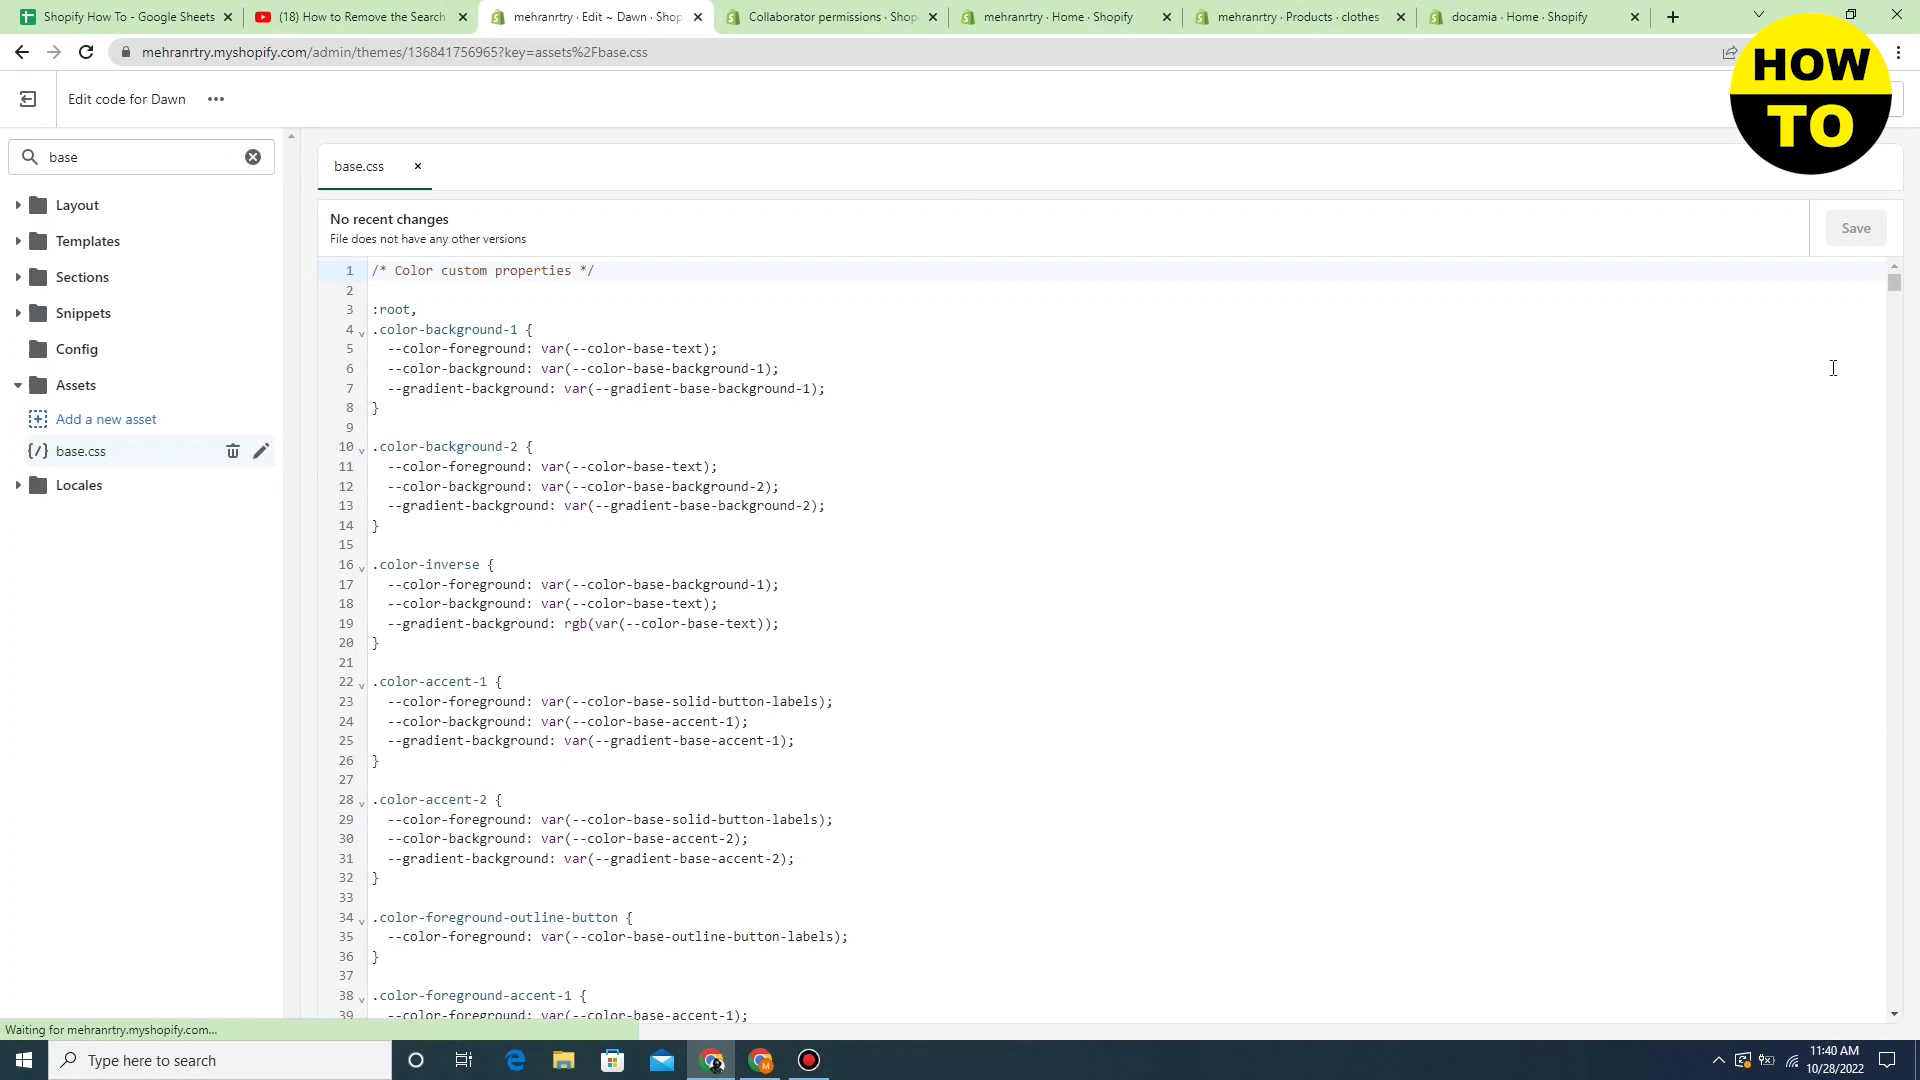 Shopify How To - Google Sheets
(18) How to Remove the Search
mehranrtry · Edit ~ Dawn · Shop
Collaborator permissions · Shop
mehranrtry · Home · Shopify
mehranrtry · Products · clothes
docamia · Home · Shopify
mehranrtry.myshopify.com/admin/themes/136841756965?key=assets%2Fbase.css
HOW
TO
Edit code for Dawn
base
Layout
Templates
Sections
Snippets
Config
Assets
Add a new asset
{/} base.css
Locales
base.css
No recent changes
File does not have any other versions
Save
1 /* Color custom properties */
2
3 :root,
4 .color-background-1 {
5 --color-foreground: var(--color-base-text);
6 --color-background: var(--color-base-background-1);
7 --gradient-background: var(--gradient-base-background-1);
8 }
9
10 .color-background-2 {
11 --color-foreground: var(--color-base-text);
12 --color-background: var(--color-base-background-2);
13 --gradient-background: var(--gradient-base-background-2);
14 }
15
16 .color-inverse {
17 --color-foreground: var(--color-base-background-1);
18 --color-background: var(--color-base-text);
19 --gradient-background: rgb(var(--color-base-text));
20 }
21
22 .color-accent-1 {
23 --color-foreground: var(--color-base-solid-button-labels);
24 --color-background: var(--color-base-accent-1);
25 --gradient-background: var(--gradient-base-accent-1);
26 }
27
28 .color-accent-2 {
29 --color-foreground: var(--color-base-solid-button-labels);
30 --color-background: var(--color-base-accent-2);
31 --gradient-background: var(--gradient-base-accent-2);
32 }
33
34 .color-foreground-outline-button {
35 --color-foreground: var(--color-base-outline-button-labels);
36 }
37
38 .color-foreground-accent-1 {
39 --color-foreground: var(--color-base-accent-1);
Waiting for mehranrtry.myshopify.com...
Type here to search
11:40 AM
10/28/2022